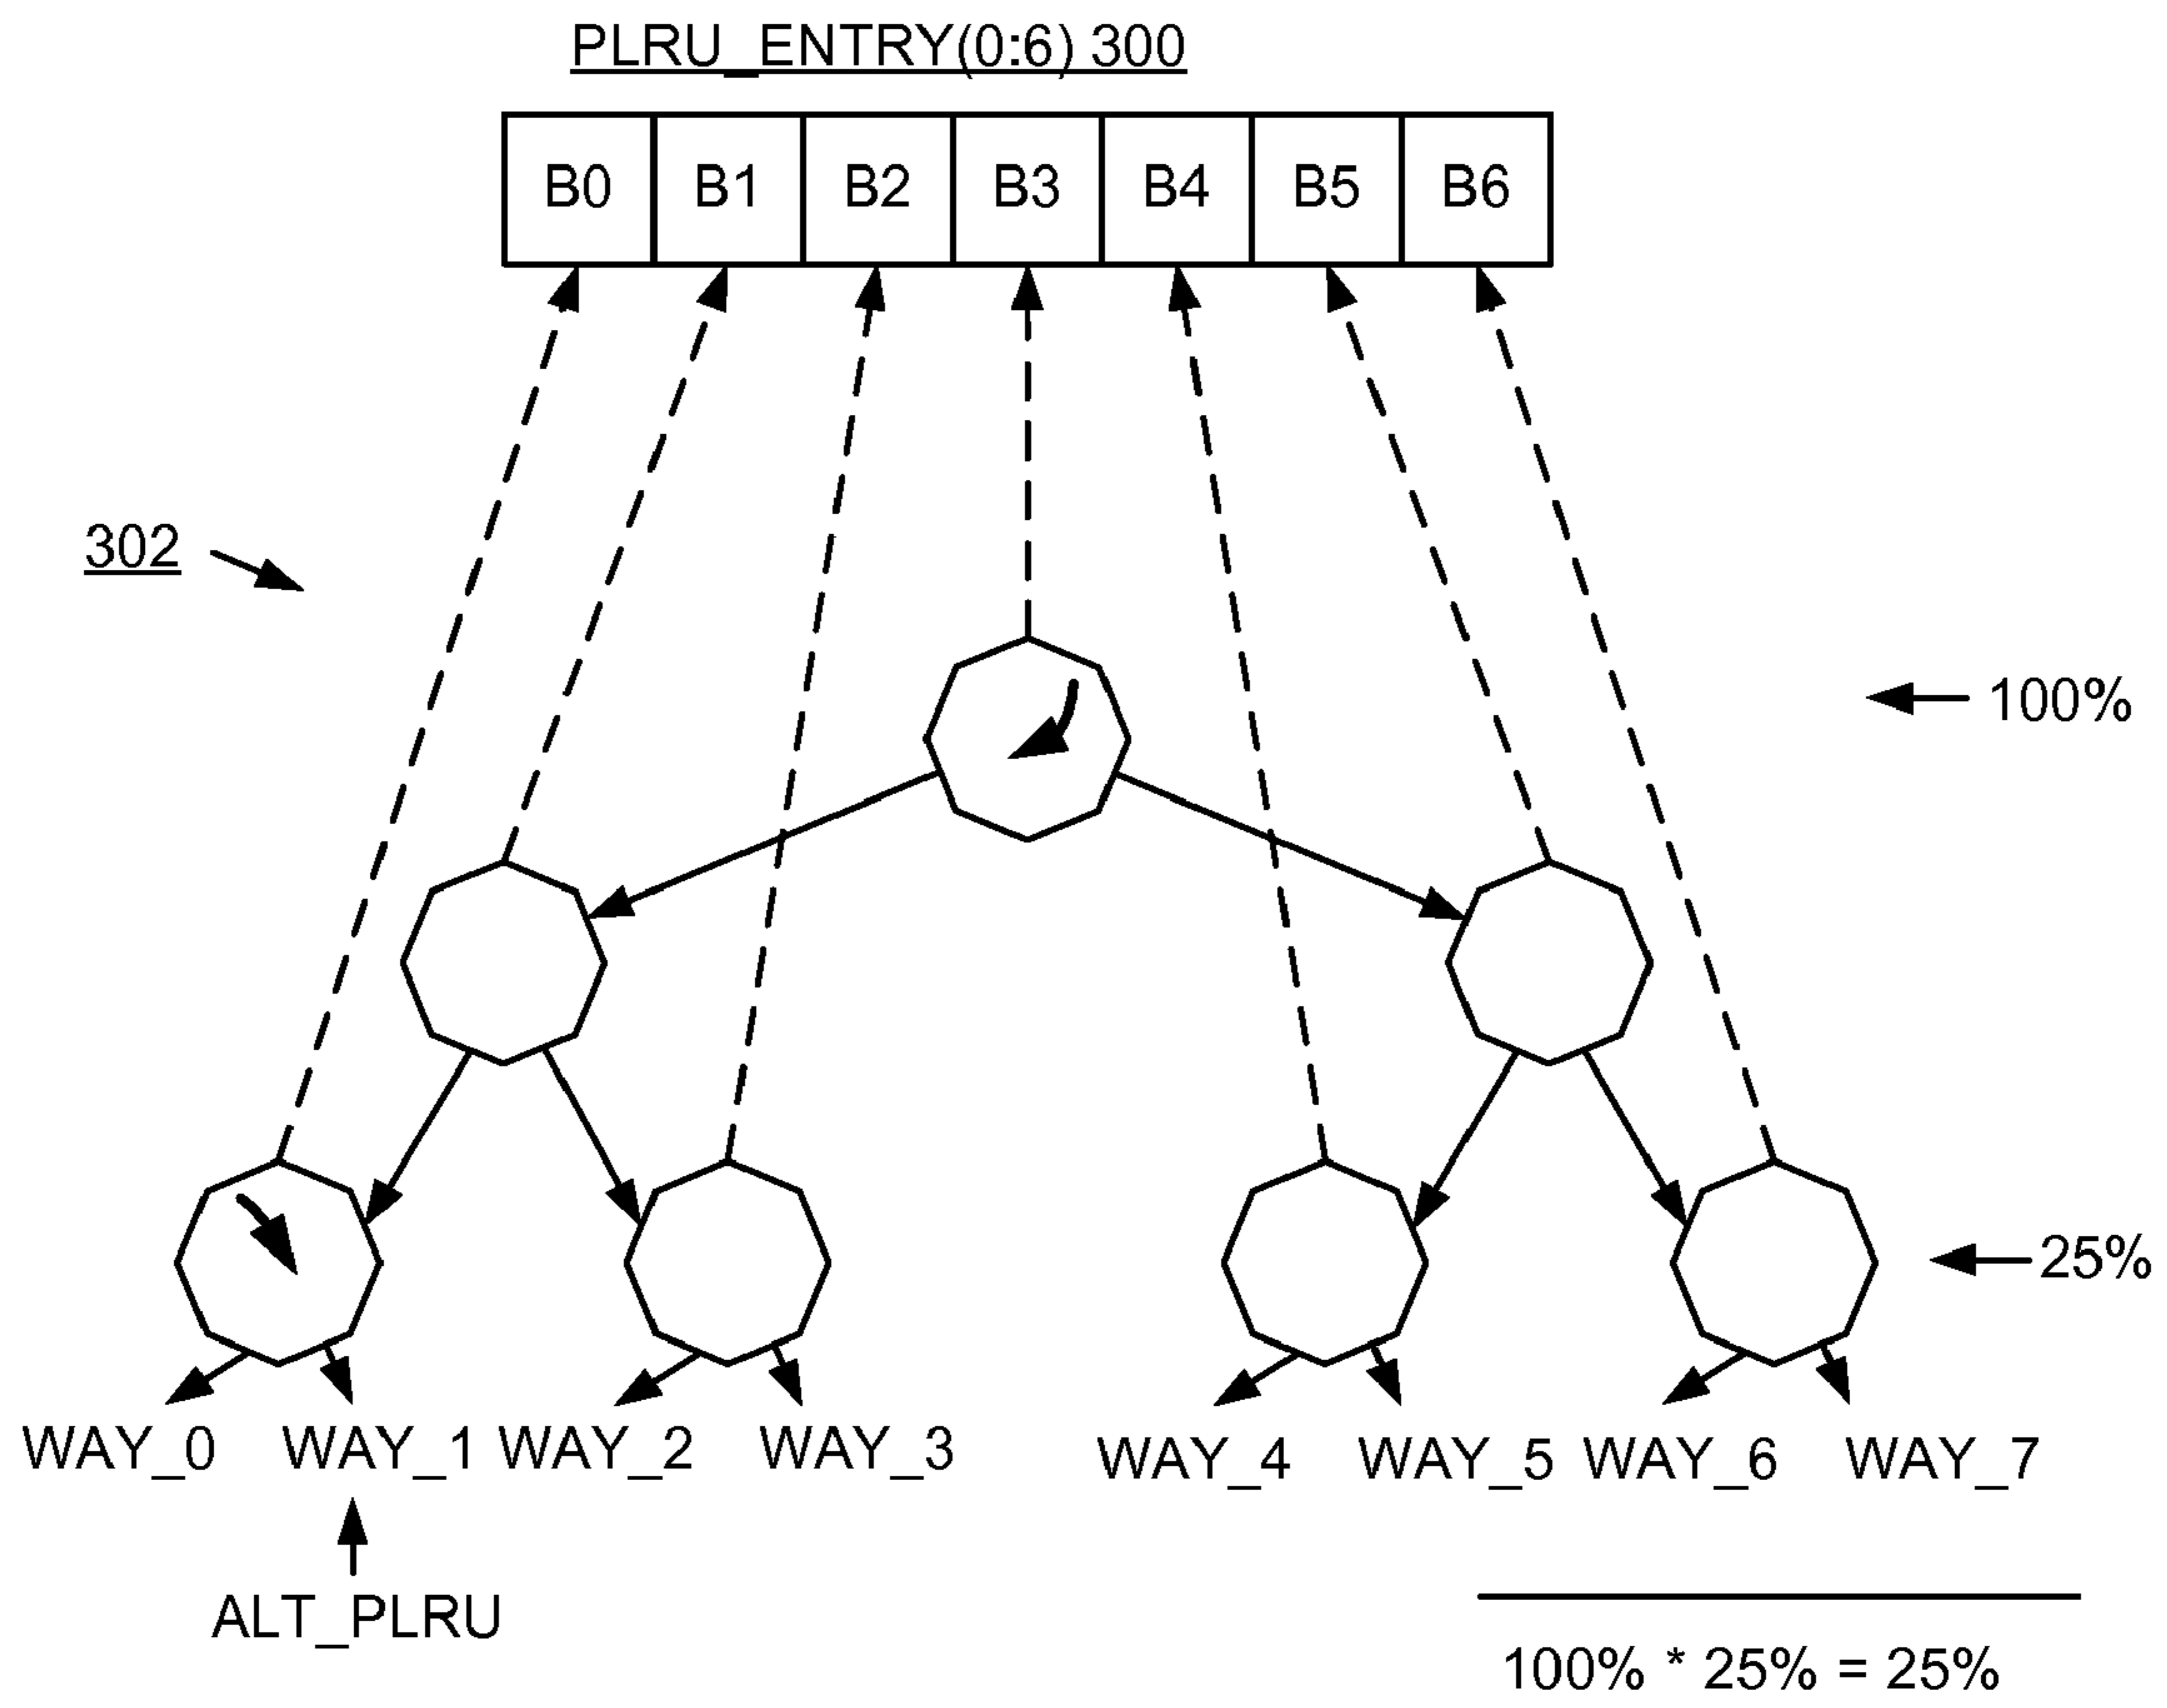 PLRU_ENTRY(0:6) 300
B0 B1 B2 B3 B4 B5 B6
302
100%
25%
WAY_0 WAY_1 WAY_2 WAY_3 WAY_4 WAY_5 WAY_6 WAY_7
ALT_PLRU
100% * 25% = 25%